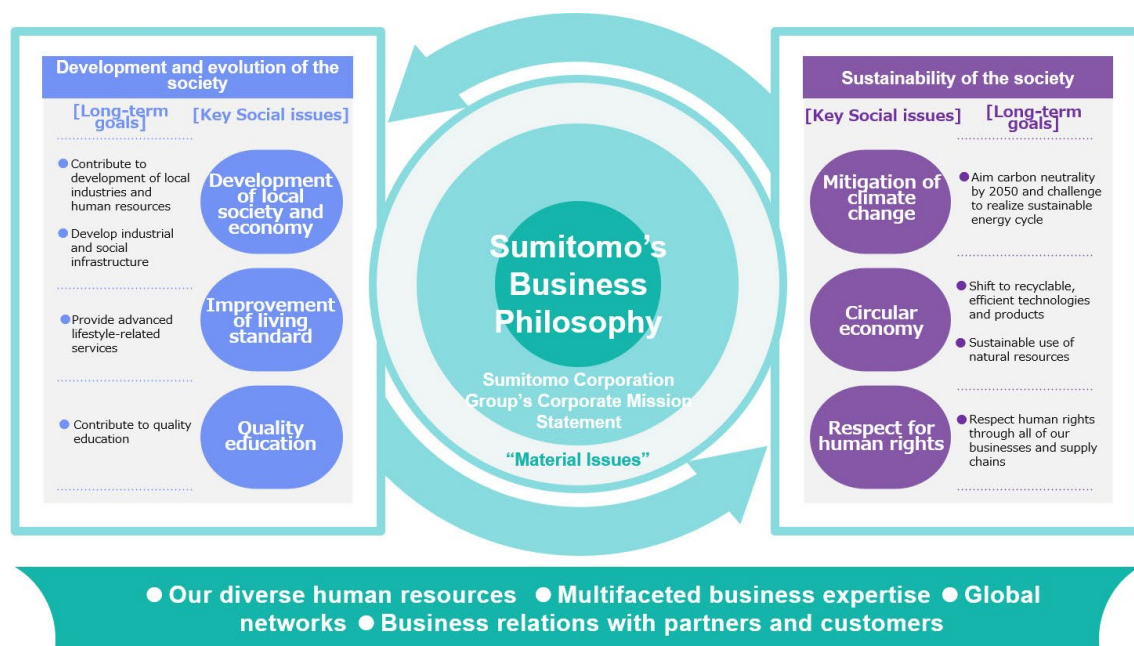 Development and evolution of the
society
[Long-term
goals]
[Key Social issues]
Contribute to
development of local
industries and
human resources
Develop industrial
and social
infrastructure
Development
of local
society and
economy
Provide advanced
lifestyle-related
services
Improvement
of living
standard
Contribute to quality
education
Quality
education
Sumitomo’s
Business
Philosophy
Sumitomo Corporation
Group’s Corporate Mission
Statement
“Material Issues”
Sustainability of the society
[Key Social issues]
[Long-term
goals]
Mitigation of
climate
change
Aim carbon neutrality
by 2050 and challenge
to realize sustainable
energy cycle
Circular
economy
Shift to recyclable,
efficient technologies
and products
Sustainable use of
natural resources
Respect for
human rights
Respect human rights
through all of our
businesses and supply
chains
● Our diverse human resources ● Multifaceted business expertise ● Global
networks ● Business relations with partners and customers